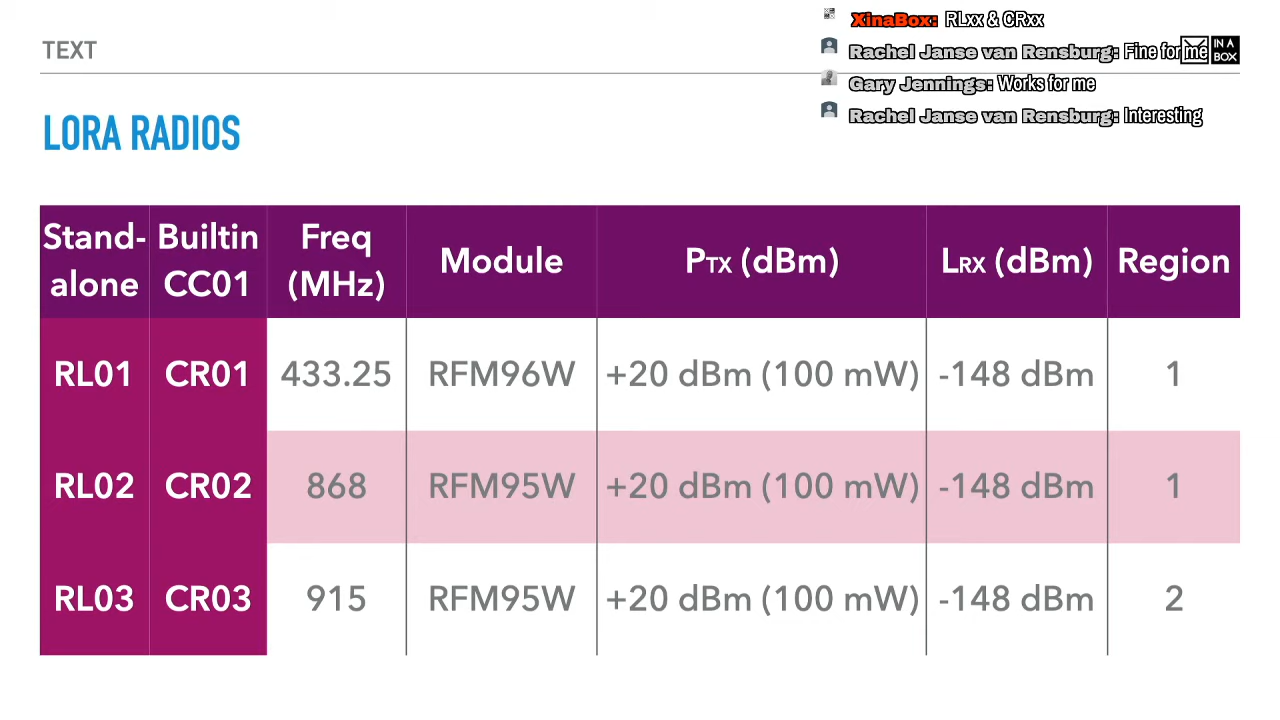 TEXT
XinaBox: RLxx & CRxx
Rachel Janse van Rensburg: Fine for me
IN A BOX
Gary Jennings: Works for me
Rachel Janse van Rensburg: Interesting
LORA RADIOS
Stand-alone Builtin CC01 Freq (MHz) Module PTX (dBm) LRX (dBm) Region
RL01 CR01 433.25 RFM96W +20 dBm (100 mW) -148 dBm 1
RL02 CR02 868 RFM95W +20 dBm (100 mW) -148 dBm 1
RL03 CR03 915 RFM95W +20 dBm (100 mW) -148 dBm 2